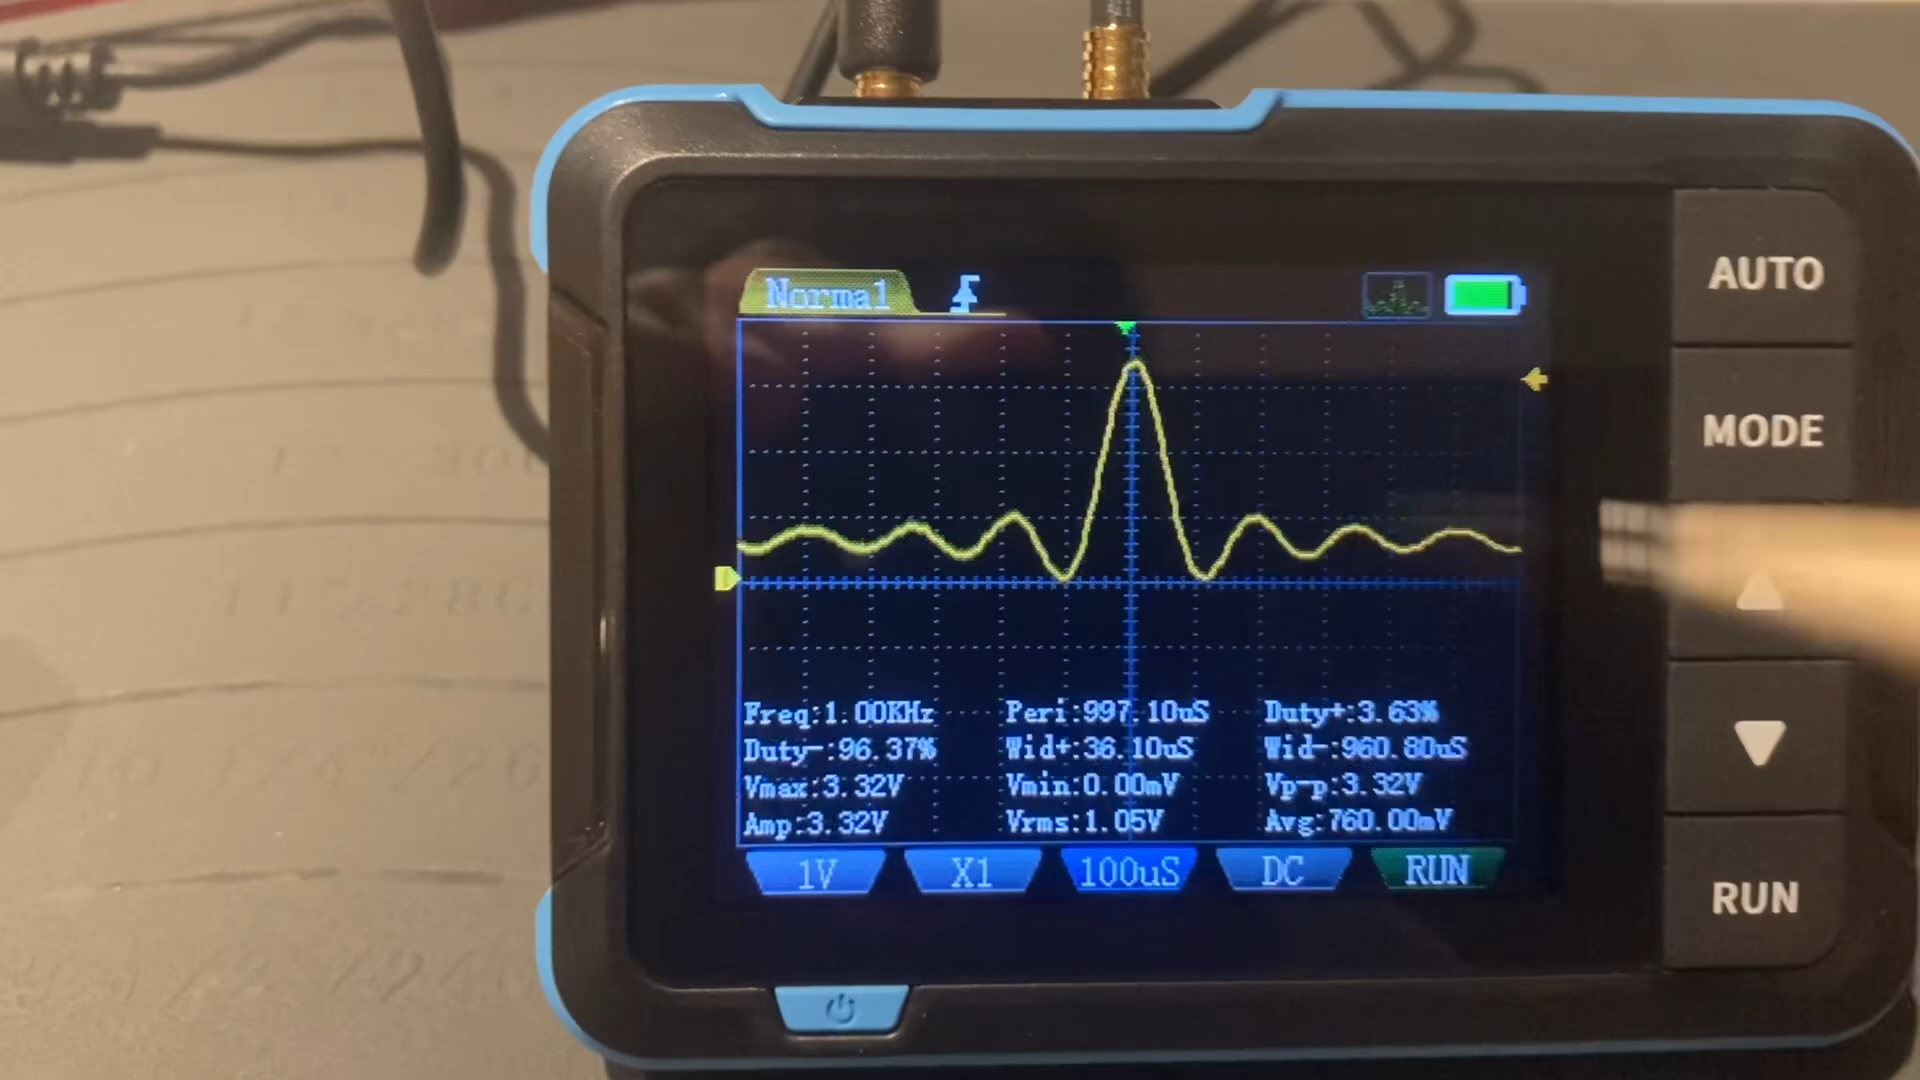 Normal
AUTO
MODE
Freq:1.00KHz Peri:997.10uS Duty+:3.63%
Duty-:96.37% Wid+:36.10uS Wid-:960.80uS
Vmax:3.32V Vmin:0.00mV Vp-p:3.32V
Amp:3.32V Vrms:1.05V Avg:760.00mV
1V X1 100uS DC RUN
RUN